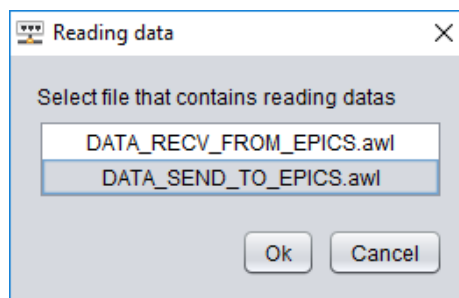 Reading data
Select file that contains reading datas
DATA_RECV_FROM_EPICS.awl
DATA_SEND_TO_EPICS.awl
Ok Cancel